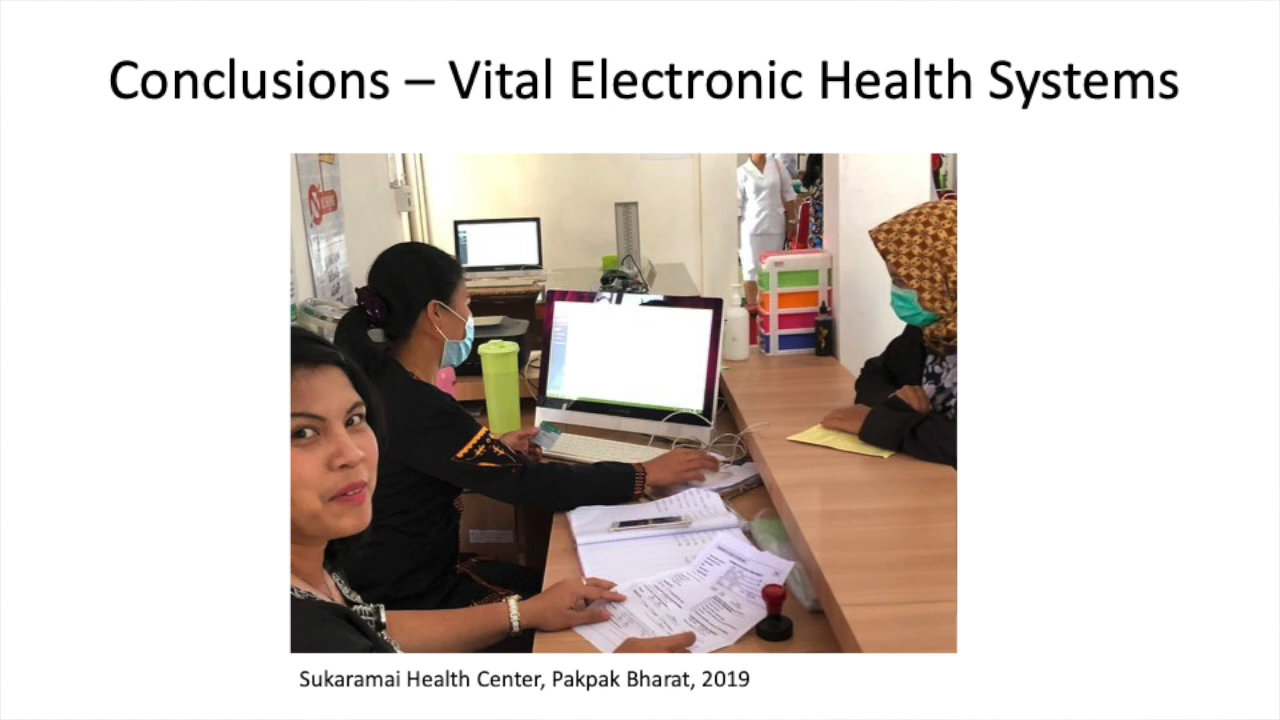 Conclusions – Vital Electronic Health Systems
Sukaramai Health Center, Pakpak Bharat, 2019